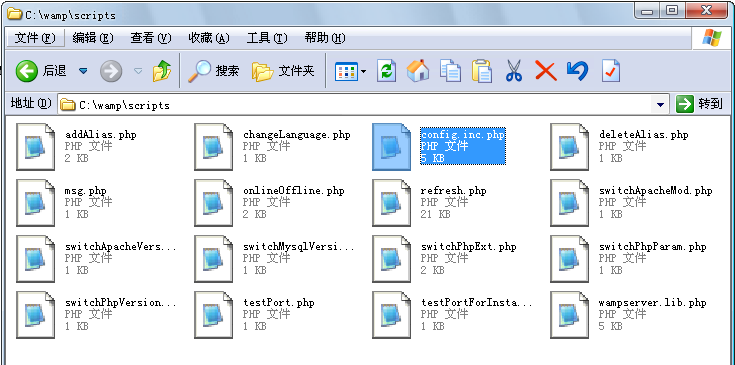 C:\wamp\scripts
文件(F) 编辑(E) 查看(V) 收藏(A) 工具(T) 帮助(H)
后退 搜索 文件夹
地址(D) C:\wamp\scripts 转到
addAlias.php changeLanguage.php config.inc.php deleteAlias.php
PHP 文件 PHP 文件 PHP 文件 PHP 文件
2 KB 1 KB 5 KB 1 KB
msg.php onlineOffline.php refresh.php switchApacheMod.php
PHP 文件 PHP 文件 PHP 文件 PHP 文件
1 KB 2 KB 21 KB 1 KB
switchApacheVers... switchMysqlVersi... switchPhpExt.php switchPhpParam.php
PHP 文件 PHP 文件 PHP 文件 PHP 文件
1 KB 1 KB 2 KB 1 KB
switchPhpVersion... testPort.php testPortForInsta... wampserver.lib.php
PHP 文件 PHP 文件 PHP 文件 PHP 文件
1 KB 1 KB 1 KB 5 KB